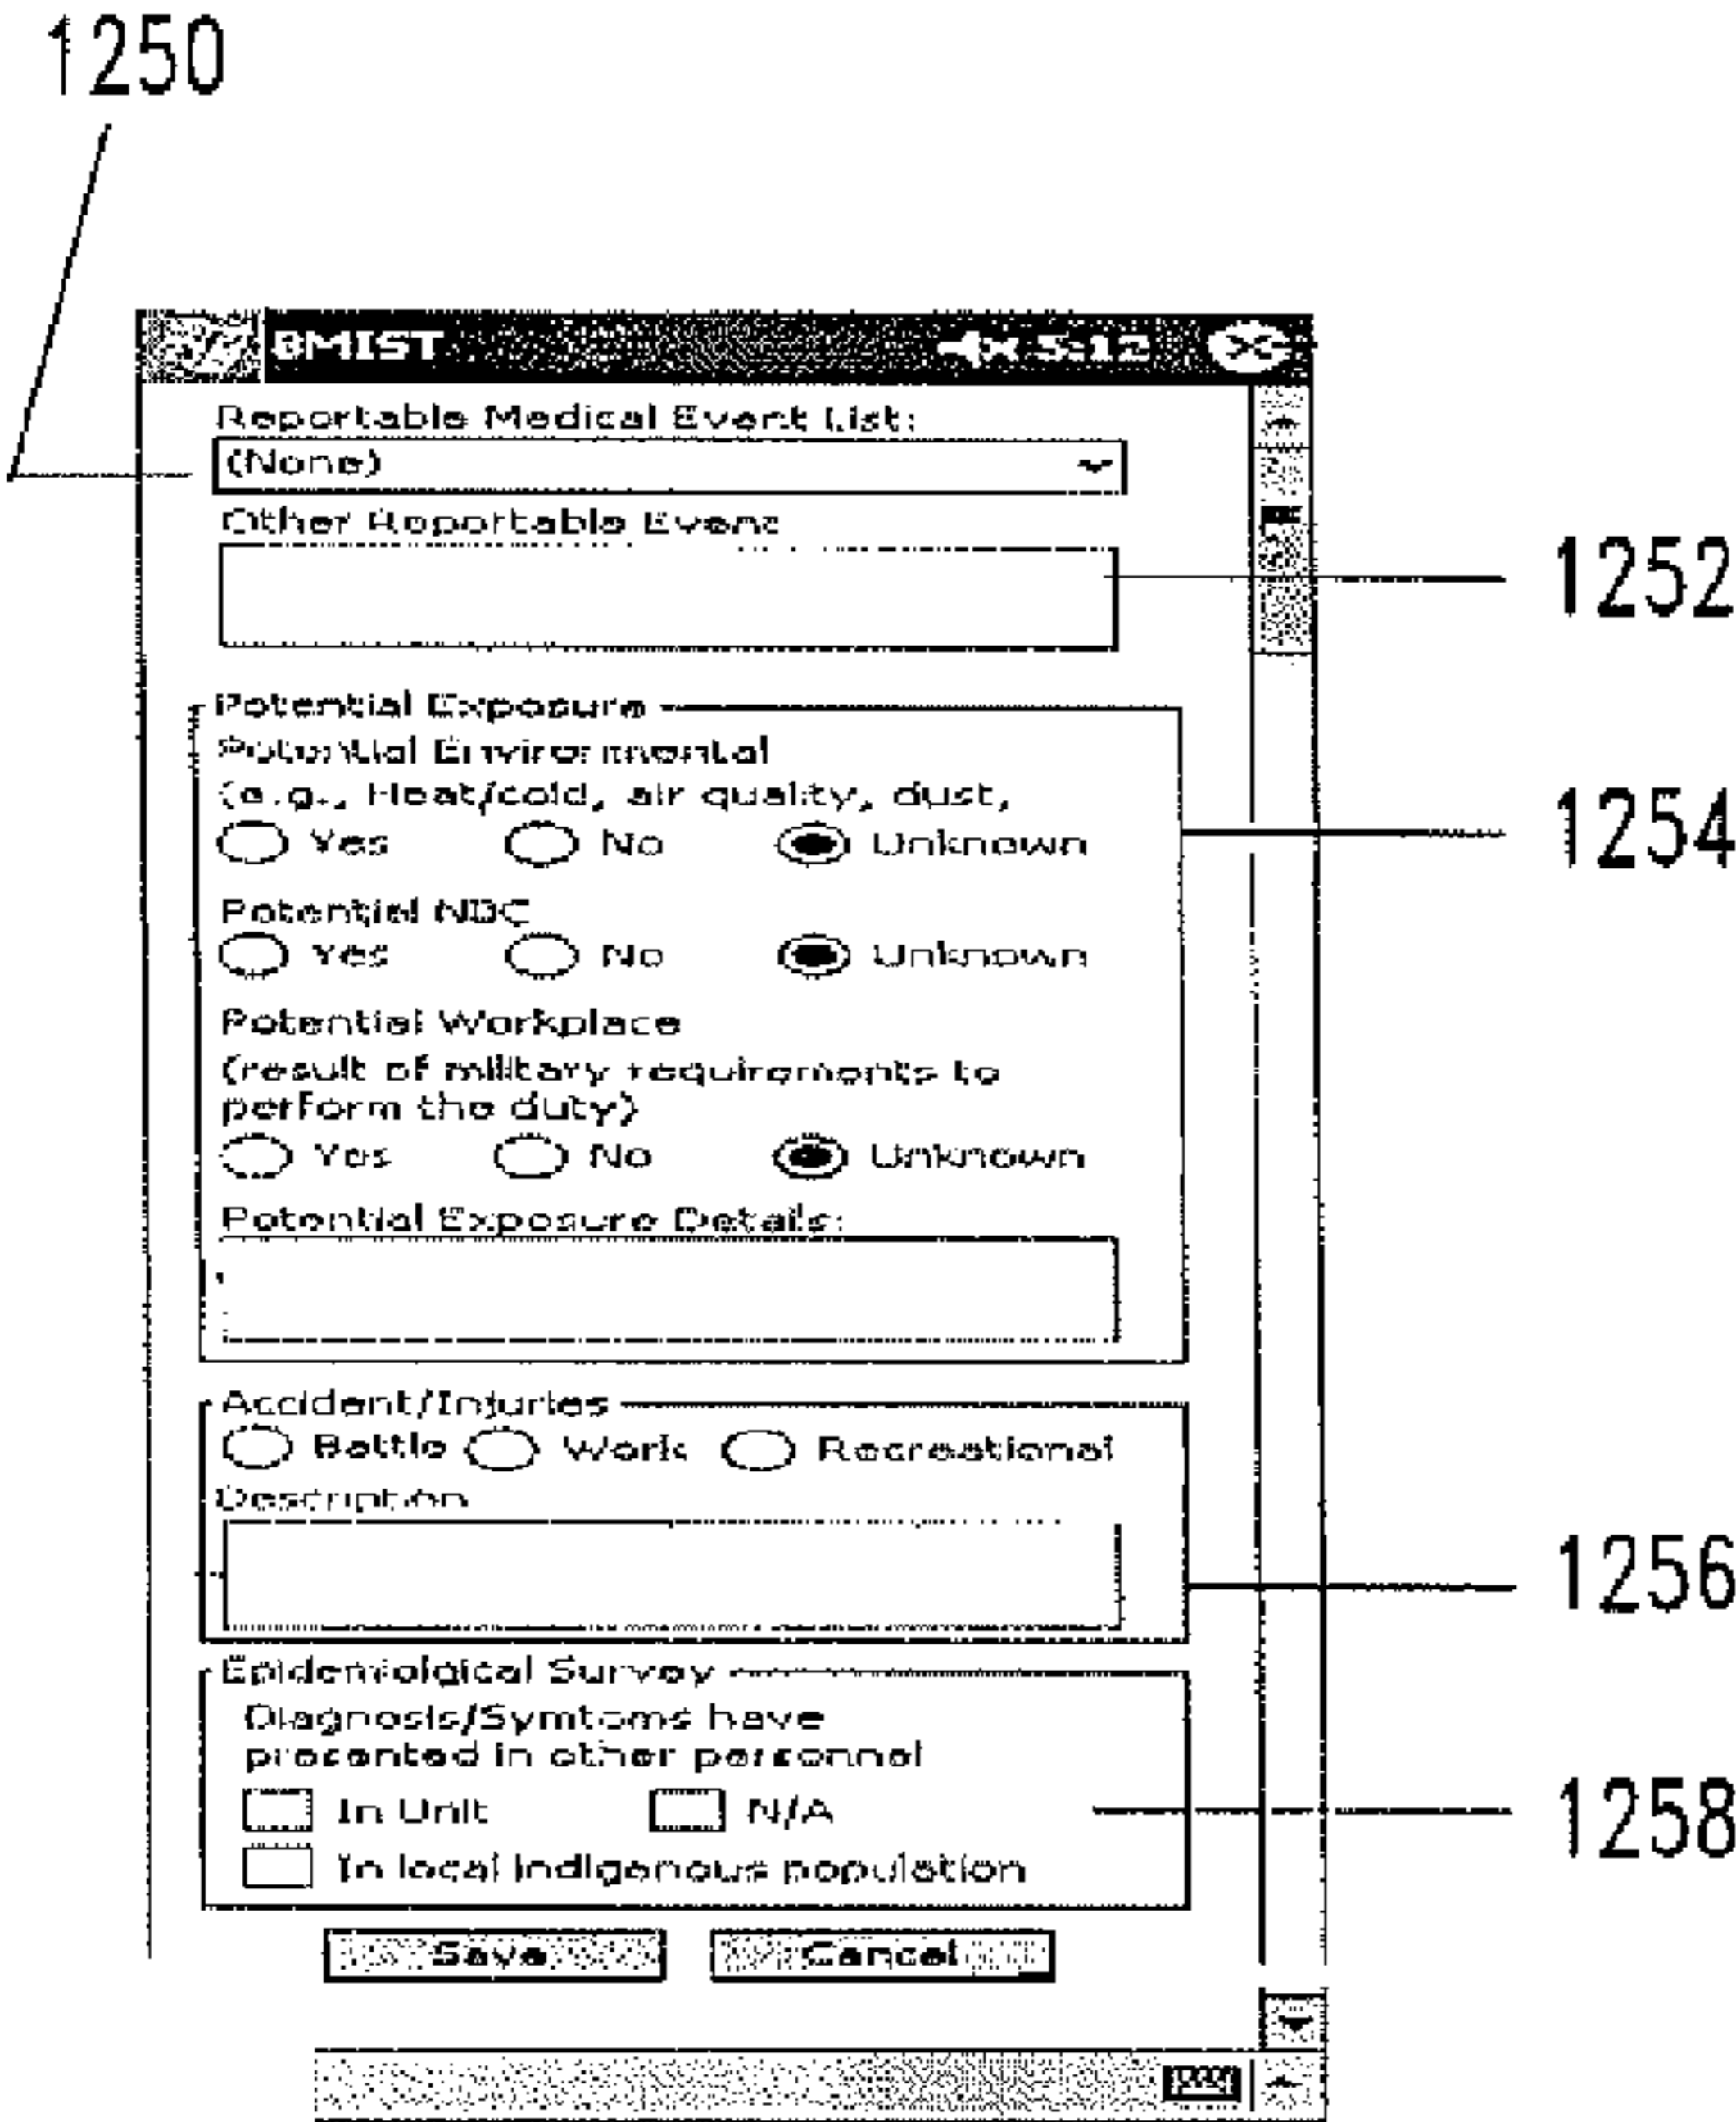 1250
BMIST 5:12
Reportable Medical Event List:
(None)
Other Reportable Event
1252
Potential Exposure
Potential Environmental
(e.g., Heat/cold, air quality, dust,
1254
Yes No Unknown
Potential NBC
Yes No Unknown
Potential Workplace
(result of military requirements to
perform the duty)
Yes No Unknown
Potential Exposure Details:
Accident/Injuries
Battle Work Recreational
Description
1256
Epidemiolgical Survey
Diagnosis/Symtoms have
presented in other personnel
In Unit N/A
1258
In local indigenous population
Save Cancel